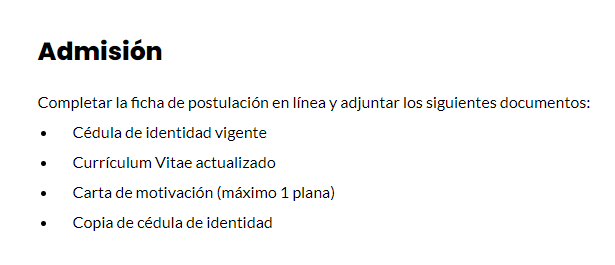 Admisión
Completar la ficha de postulación en línea y adjuntar los siguientes documentos:
• Cédula de identidad vigente
• Currículum Vitae actualizado
• Carta de motivación (máximo 1 plana)
• Copia de cédula de identidad